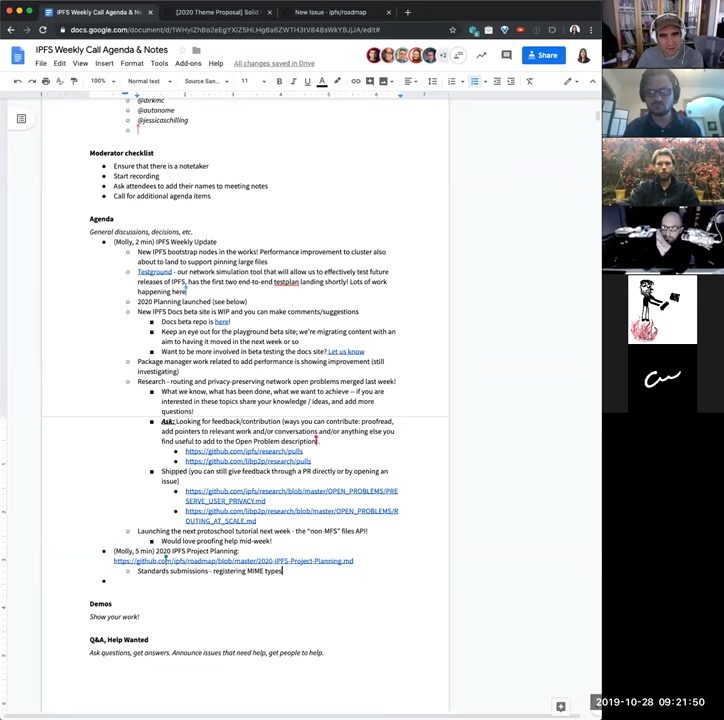 IPFS Weekly Call Agenda & Notes
[2020 Theme Proposal] Solid
New Issue · ipfs/roadmap
IPFS Weekly Call Agenda & Notes
File Edit View Insert Format Tools Add-ons Help All changes saved in Drive
+2
Share
100% Normal text Source San... 11
@dirkmc
@autonome
@jessicaschilling
Moderator checklist
Ensure that there is a notetaker
Start recording
Ask attendees to add their names to meeting notes
Call for additional agenda items
Agenda
General discussions, decisions, etc.
(Molly, 2 min) IPFS Weekly Update
New IPFS bootstrap nodes in the works! Performance improvement to cluster also
about to land to support pinning large files
Testground - our network simulation tool that will allow us to effectively test future
releases of IPFS, has the first two end-to-end testplan landing shortly! Lots of work
happening here
2020 Planning launched (see below)
New IPFS Docs beta site is WIP and you can make comments/suggestions
Docs beta repo is here!
Keep an eye out for the playground beta site; we're migrating content with an
aim to having it moved in the next week or so
Want to be more involved in beta testing the docs site? Let us know
Package manager work related to add performance is showing improvement (still
investigating)
Research - routing and privacy-preserving network open problems merged last week!
What we know, what has been done, what we want to achieve -- if you are
interested in these topics share your knowledge / ideas, and add more
questions!
Ask: Looking for feedback/contribution (ways you can contribute: proofread,
add pointers to relevant work and/or conversations and/or anything else you
find useful to add to the Open Problem description).
https://github.com/ipfs/research/pulls
https://github.com/libp2p/research/pulls
Shipped (you can still give feedback through a PR directly or by opening an
issue)
https://github.com/ipfs/research/blob/master/OPEN_PROBLEMS/PRE
SERVE_USER_PRIVACY.md
https://github.com/libp2p/research/blob/master/OPEN_PROBLEMS/R
OUTING_AT_SCALE.md
Launching the next protoschool tutorial next week - the "non-MFS" files API!
Would love proofing help mid-week!
(Molly, 5 min) 2020 IPFS Project Planning:
https://github.com/ipfs/roadmap/blob/master/2020-IPFS-Project-Planning.md
Standards submissions - registering MIME types
Demos
Show your work!
Q&A, Help Wanted
Ask questions, get answers. Announce issues that need help, get people to help.
2019-10-28 09:21:50